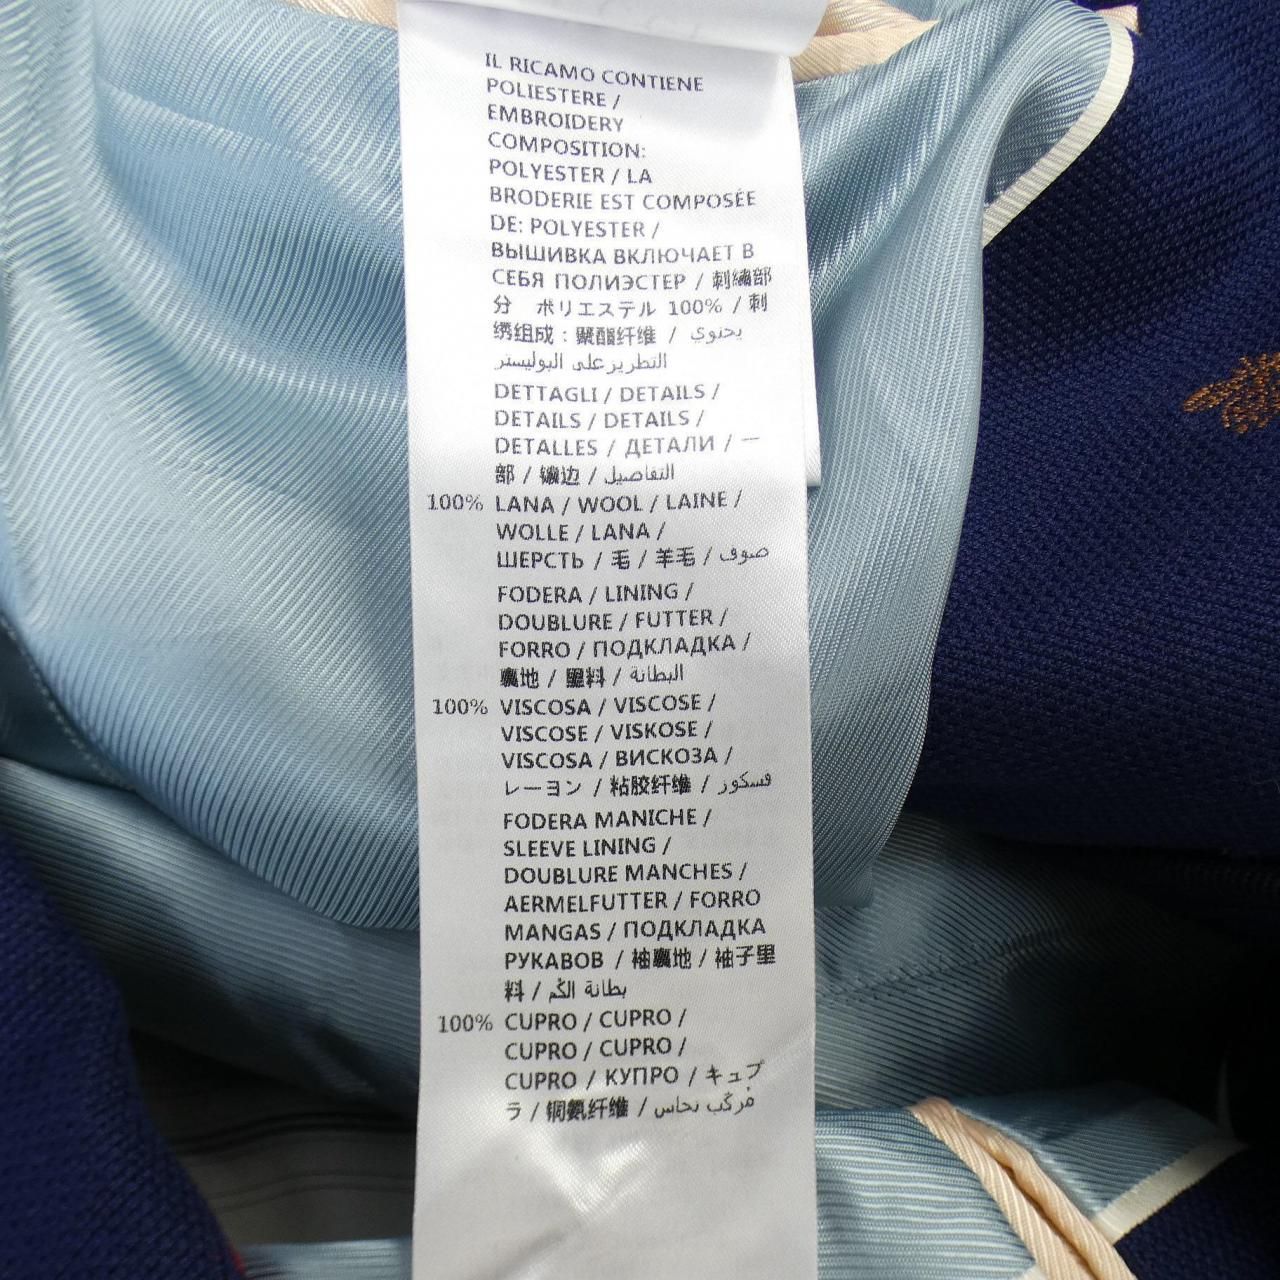 IL RICAMO CONTIENE
POLIESTERE /
EMBROIDERY
COMPOSITION:
POLYESTER / LA
BRODERIE EST COMPOSÉE
DE: POLYESTER /
ВЫШИВКА ВКЛЮЧАЕТ В
СЕБЯ ПОЛИЭСТЕР / 刺繍部
分 ポリエステル 100% / 刺
绣组成：聚酯纤维 / يحتوي
التطريز على البوليستر
DETTAGLI / DETAILS /
DETAILS / DETAILS /
DETALLES / ДЕТАЛИ / 一
部 / 镶边 / التفاصيل
100% LANA / WOOL / LAINE /
WOLLE / LANA /
ШЕРСТЬ / 毛 / 羊毛 / صوف
FODERA / LINING /
DOUBLURE / FUTTER /
FORRO / ПОДКЛАДКА /
裏地 / 里料 / البطانة
100% VISCOSA / VISCOSE /
VISCOSE / VISKOSE /
VISCOSA / ВИСКОЗА /
レーヨン / 粘胶纤维 / فسكوز
FODERA MANICHE /
SLEEVE LINING /
DOUBLURE MANCHES /
AERMELFUTTER / FORRO
MANGAS / ПОДКЛАДКА
РУКАВОВ / 袖裏地 / 袖子里
料 / بطانة الكُم
100% CUPRO / CUPRO /
CUPRO / CUPRO /
CUPRO / КУПРО / キュプ
ラ / 铜氨纤维 / مُركّب نحاس